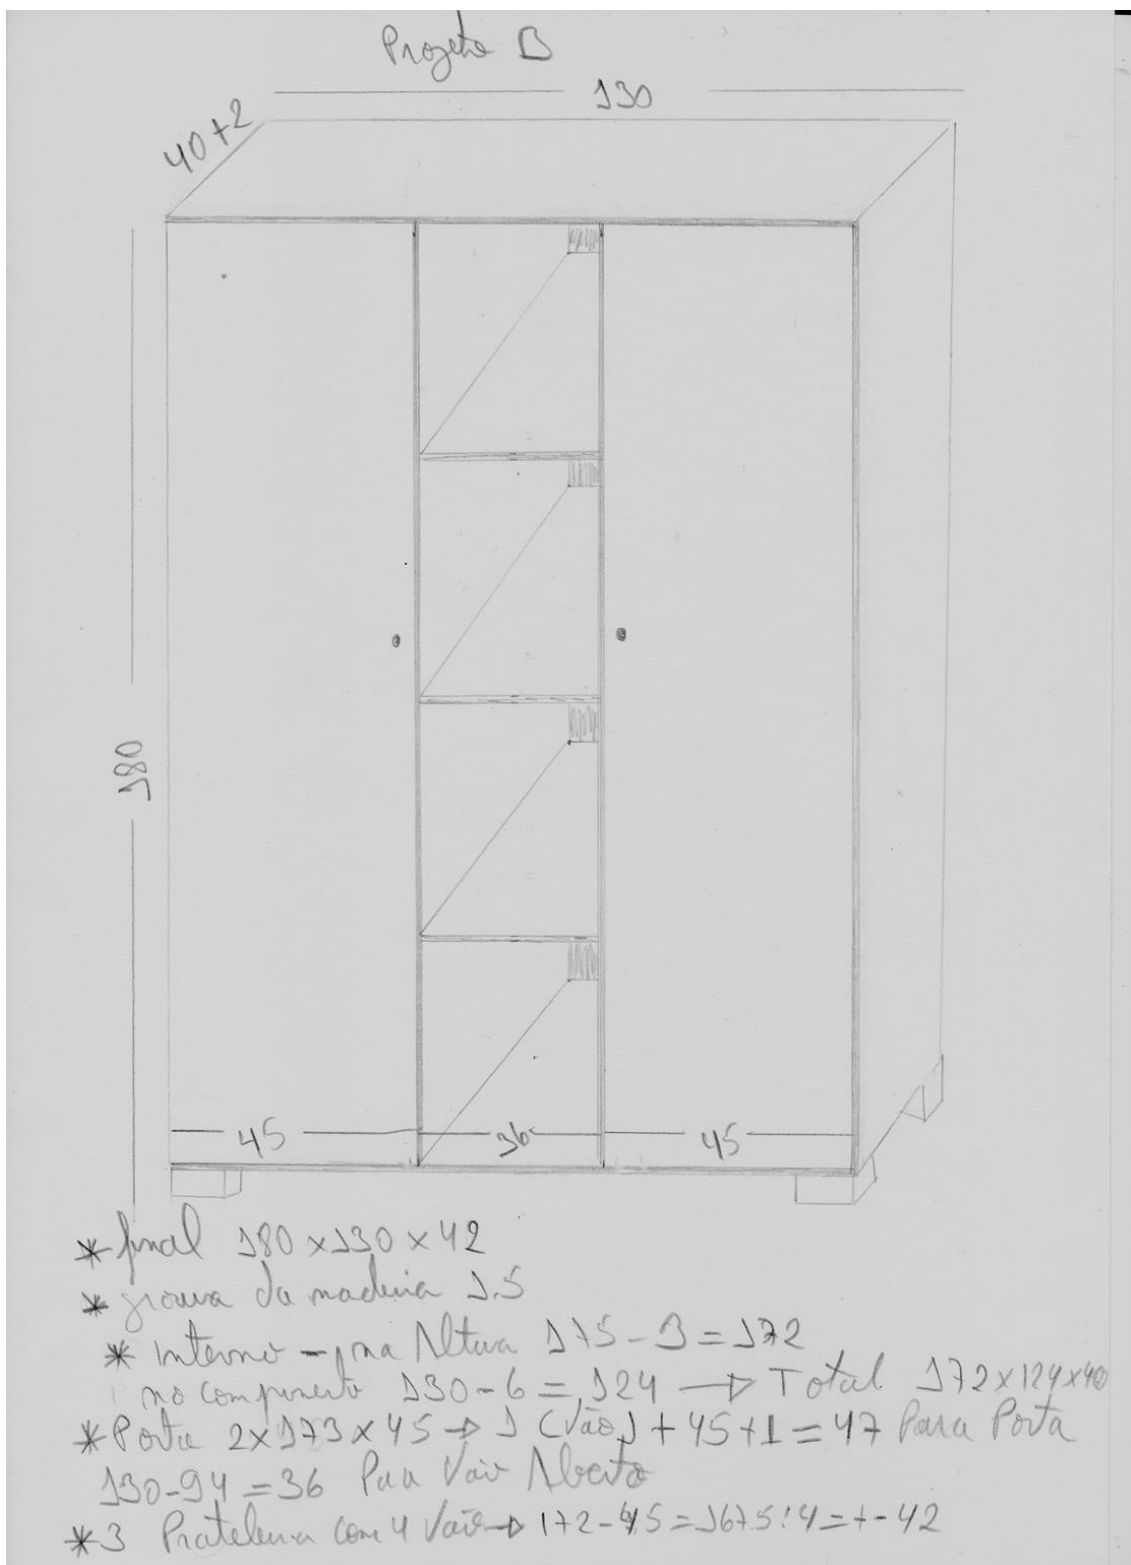 Projeto B
130
40+2
180
45
36
45
* final 180 x 130 x 42
* da madeira 1.5
* interno - na Altura 175 - 3 = 172
no comprimento 130 - 6 = 124 → Total 172 x 124 x 40
* Porta 2 x 173 x 45 → 1 (Vão) + 45 + 1 = 47 Para Porta
130 - 94 = 36 Para Vão Aberto
* 3 Prateleira com 4 Vão → 172 - 4,5 = 167.5 : 4 = + - 42